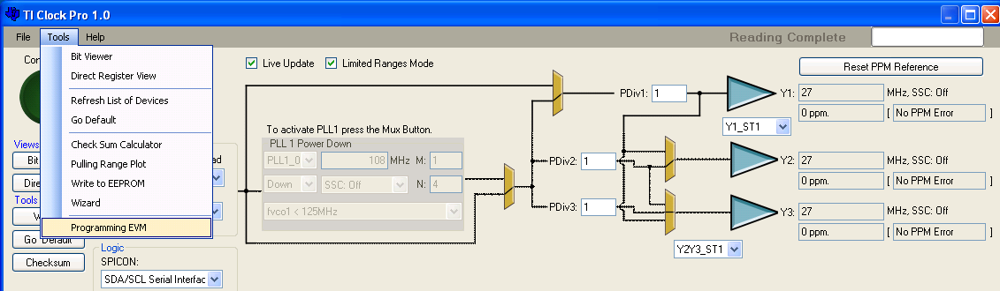 TI Clock Pro 1.0
File Tools Help Reading Complete
Bit Viewer
Direct Register View
Refresh List of Devices
Go Default
Check Sum Calculator
Pulling Range Plot
Write to EEPROM
Wizard
Programming EVM
Con
Views
Bit
Dire
Tools
W
Go Default
Checksum
ad
Logic
SPICON:
SDA/SCL Serial Interfac
Live Update Limited Ranges Mode
To activate PLL1 press the Mux Button.
PLL 1 Power Down
PLL1_0 108 MHz M: 1
Down SSC: Off N: 4
fvco1 < 125MHz
PDiv1: 1
PDiv2: 1
PDiv3: 1
Y1_ST1
Y2Y3_ST1
Reset PPM Reference
Y1: 27 MHz, SSC: Off
0 ppm. [ No PPM Error ]
Y2: 27 MHz, SSC: Off
0 ppm. [ No PPM Error ]
Y3: 27 MHz, SSC: Off
0 ppm. [ No PPM Error ]